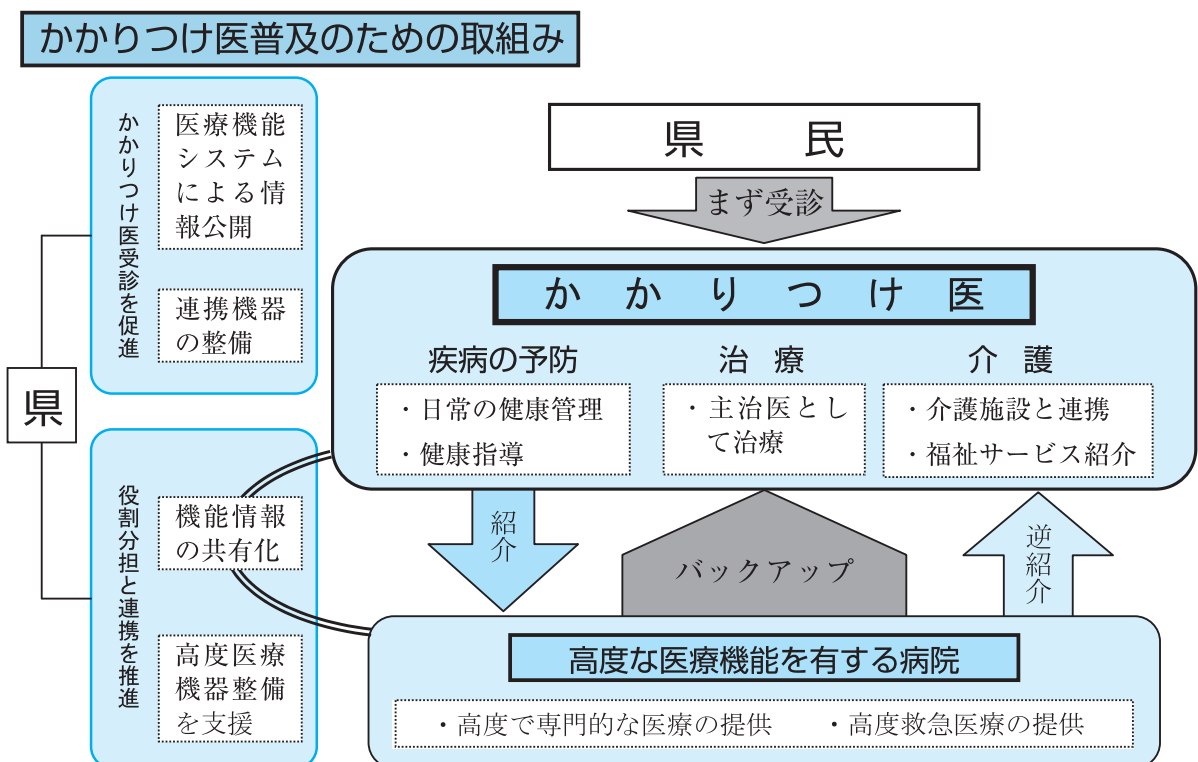 かかりつけ医普及のための取組み
県
かかりつけ医受診を促進
医療機能
システム
による情
報公開
連携機器
の整備
役割分担と連携を推進
機能情報
の共有化
高度医療
機器整備
を支援
県　民
まず受診
かかりつけ医
疾病の予防
・日常の健康管理
・健康指導
治療
・主治医とし
て治療
介護
・介護施設と連携
・福祉サービス紹介
紹介
バックアップ
逆紹介
高度な医療機能を有する病院
・高度で専門的な医療の提供　・高度救急医療の提供